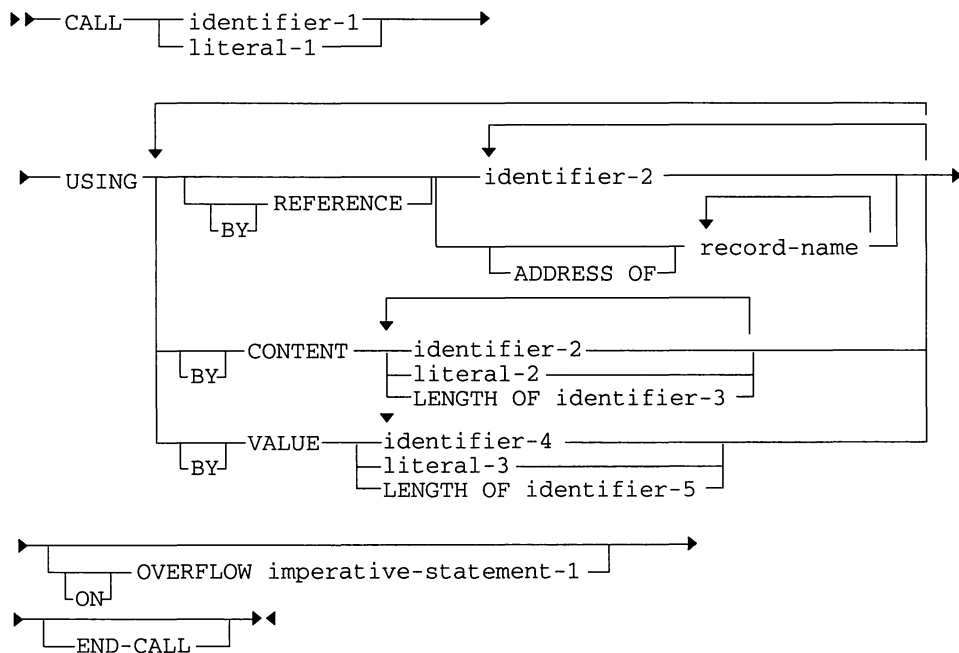 CALL identifier-1
literal-1
USING identifier-2
REFERENCE
BY
record-name
ADDRESS OF
CONTENT identifier-2
BY literal-2
LENGTH OF identifier-3
VALUE identifier-4
BY literal-3
LENGTH OF identifier-5
OVERFLOW imperative-statement-1
ON
END-CALL